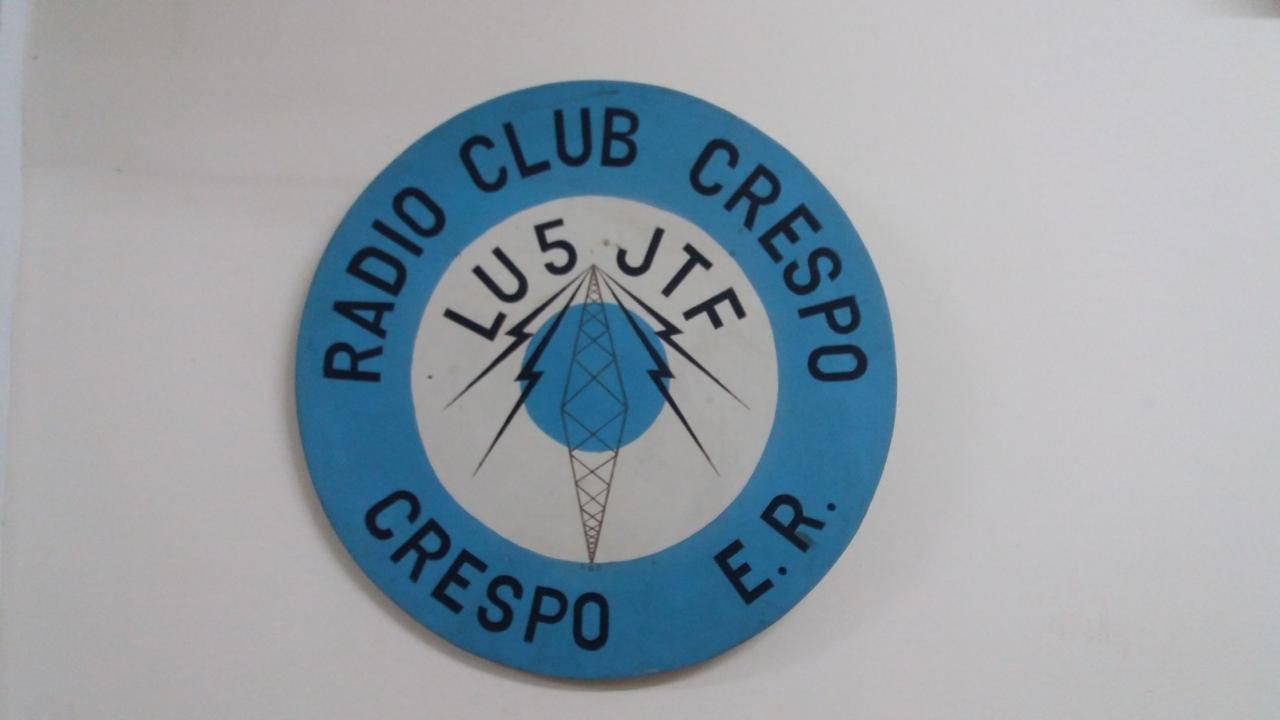 RADIO CLUB CRESPO
LU5 JTF
CRESPO E.R.